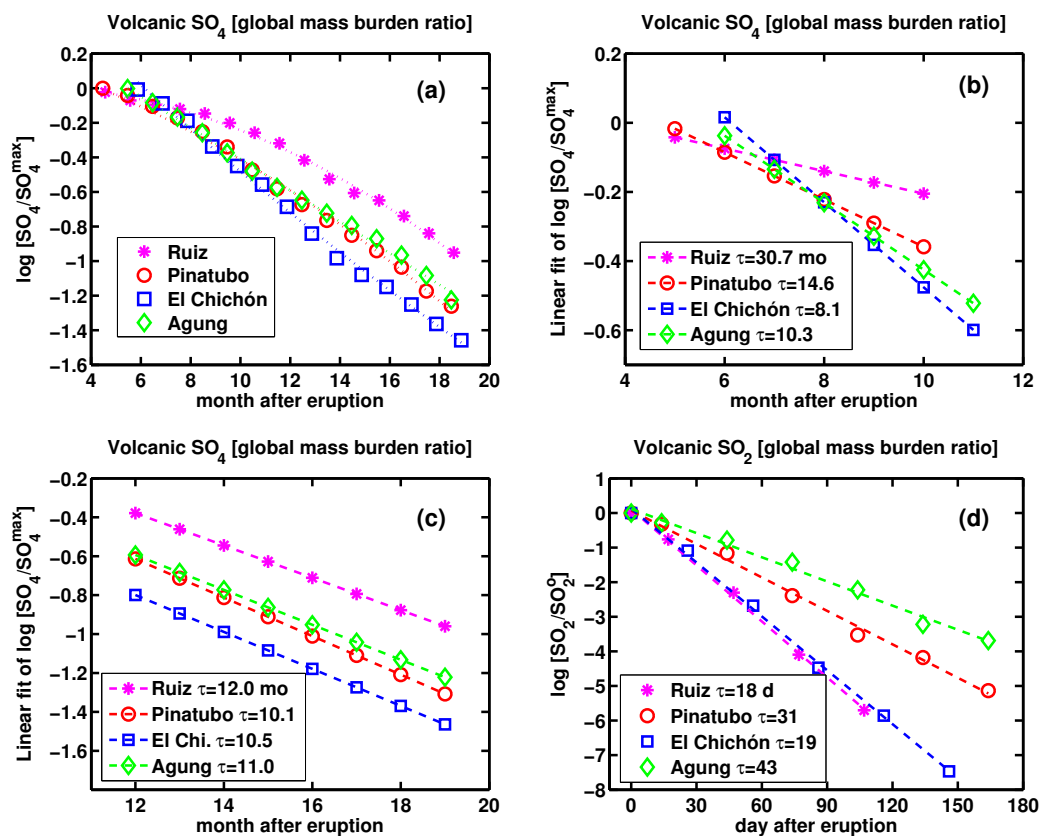 Volcanic SO4 [global mass burden ratio]
(a)
log [SO4/SO4max]
0.2
0
-0.2
-0.4
-0.6
-0.8
-1
-1.2
-1.4
-1.6
Ruiz
Pinatubo
El Chichón
Agung
4 6 8 10 12 14 16 18 20
month after eruption
Volcanic SO4 [global mass burden ratio]
(b)
Linear fit of log [SO4/SO4max]
0.2
0
-0.2
-0.4
-0.6
Ruiz τ=30.7 mo
Pinatubo τ=14.6
El Chichón τ=8.1
Agung τ=10.3
4 6 8 10 12
month after eruption
Volcanic SO4 [global mass burden ratio]
(c)
Linear fit of log [SO4/SO4max]
-0.2
-0.4
-0.6
-0.8
-1
-1.2
-1.4
-1.6
Ruiz τ=12.0 mo
Pinatubo τ=10.1
El Chi. τ=10.5
Agung τ=11.0
12 14 16 18 20
month after eruption
Volcanic SO2 [global mass burden ratio]
(d)
log [SO2/SO2o]
1
0
-1
-2
-3
-4
-5
-6
-7
-8
Ruiz τ=18 d
Pinatubo τ=31
El Chichón τ=19
Agung τ=43
0 30 60 90 120 150 180
day after eruption